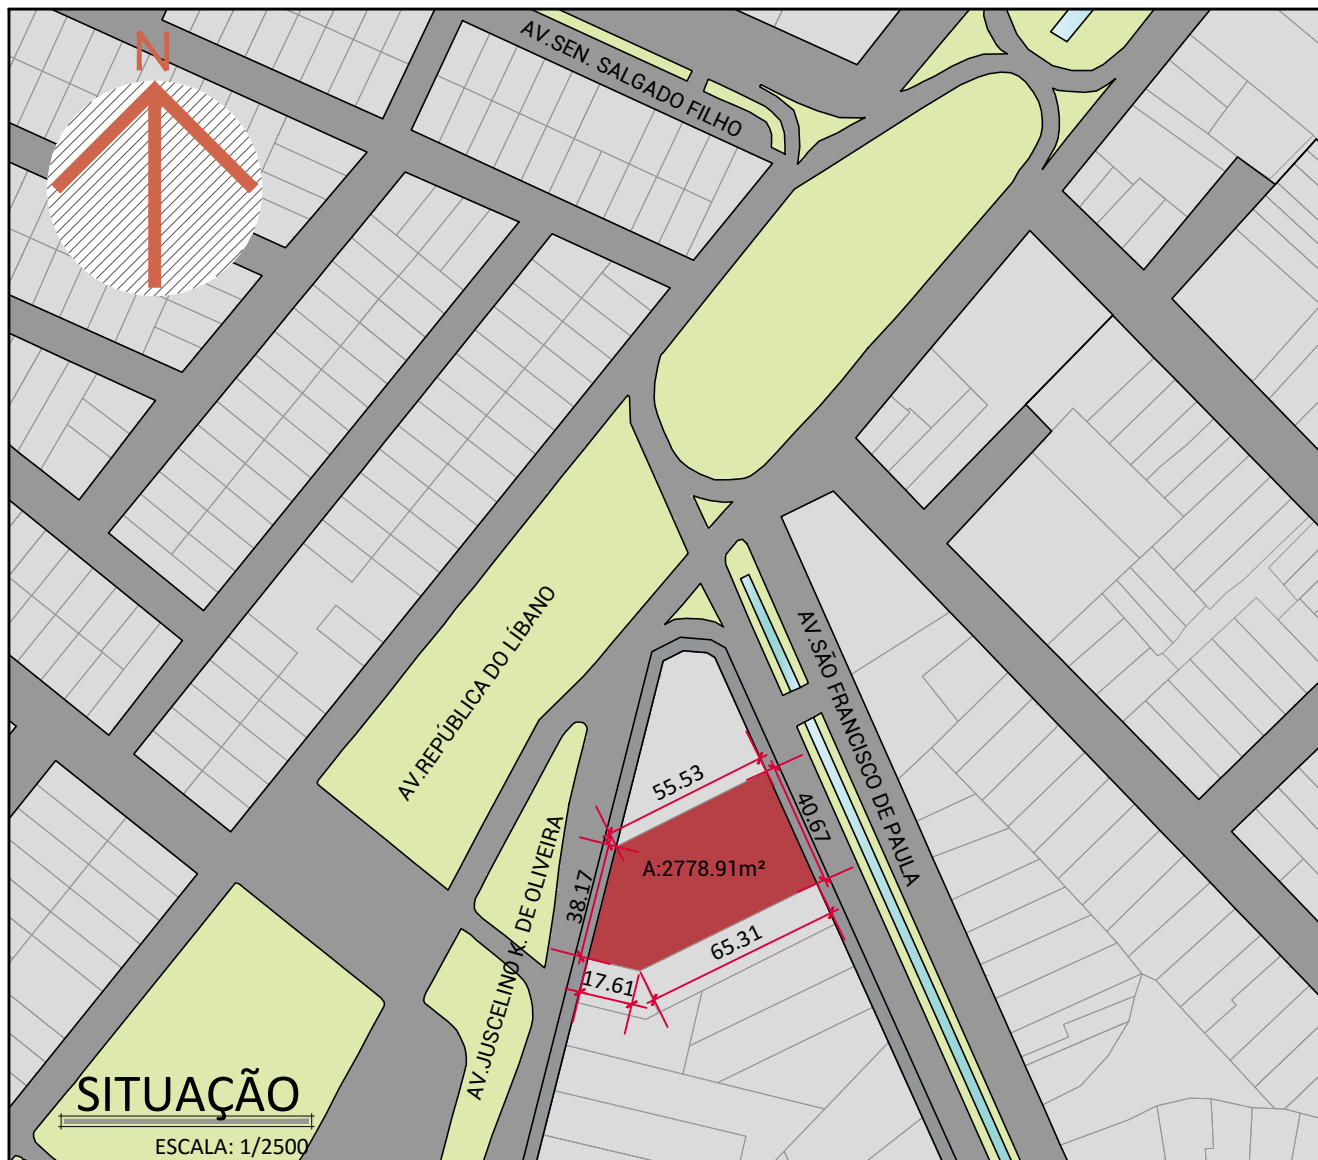 N
AV.SEN. SALGADO FILHO
AV.REPÚBLICA DO LÍBANO
AV.SÃO FRANCISCO DE PAULA
55.53
40.67
A:2778.91m²
38.17
65.31
17.61
AV.JUSCELINO K. DE OLIVEIRA
SITUAÇÃO
ESCALA: 1/2500